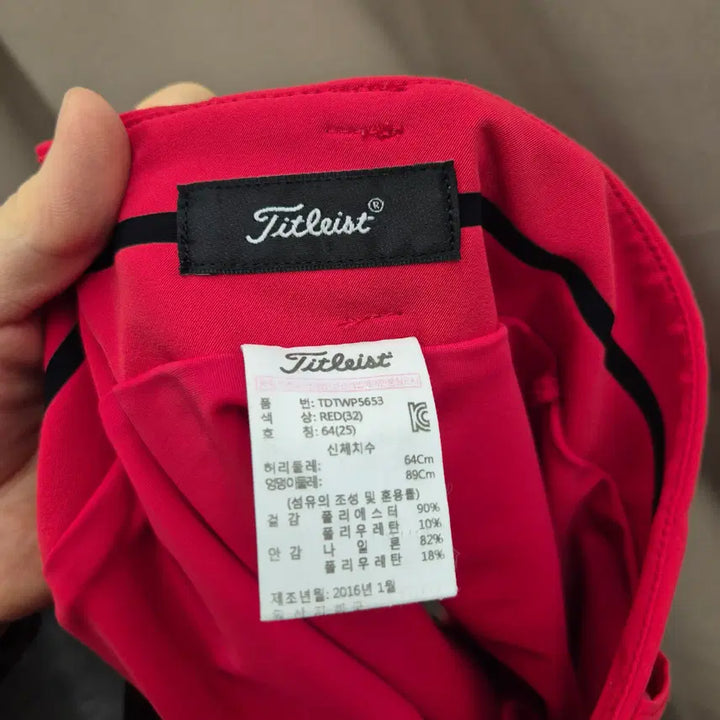 Titleist®
Titleist
품 번: TDTWP5653
색 상: RED(32)
호 칭: 64(25)
신체치수
허리둘레: 64Cm
엉덩이둘레: 89Cm
(섬유의 조성 및 혼용률)
겉 감 폴리에스터 90%
폴리우레탄 10%
안 감 나 일 론 82%
폴리우레탄 18%
제조년월: 2016년 1월